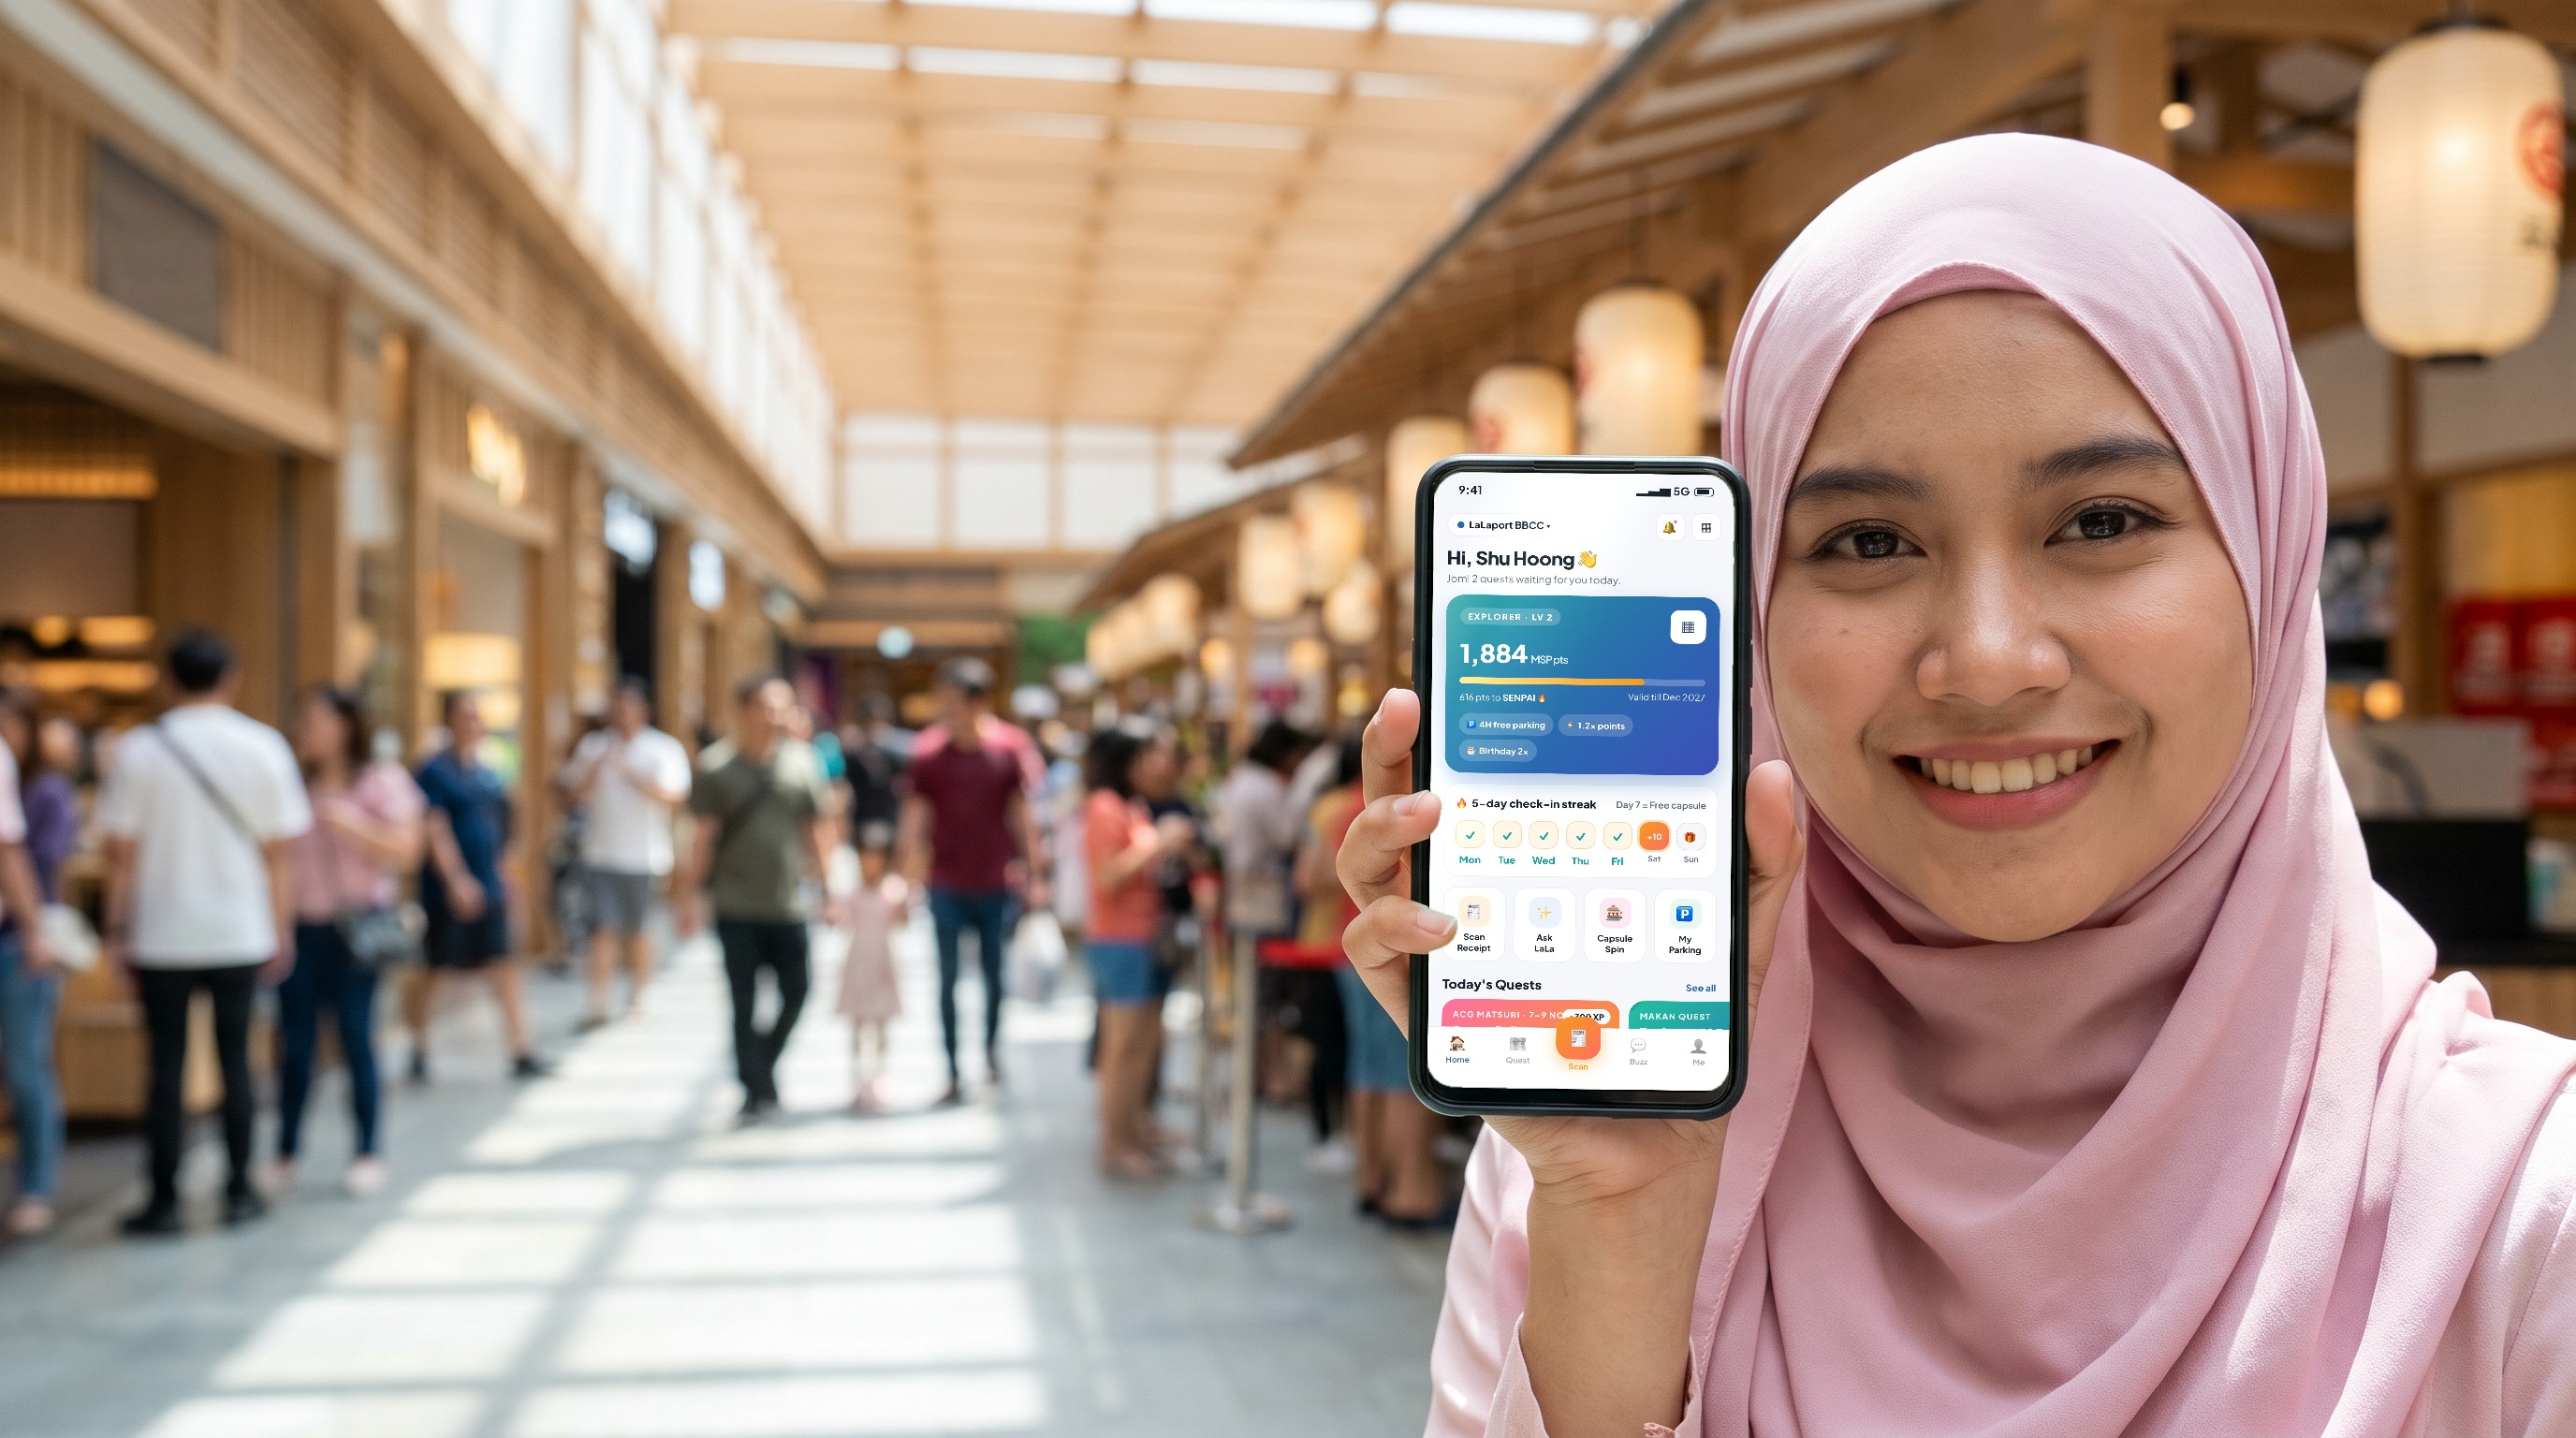 9:41
5G
LaLaport BBCC
Hi, Shu Hoong👋
Jom! 2 quests waiting for you today.
EXPLORER · LV 2
1,884 MSP pts
616 pts to SENPAI🔥
Valid till Dec 2027
🅿️ 4H free parking
⚡ 1.2x points
🎂 Birthday 2x
🔥 5-day check-in streak
Day 7 = Free capsule
✓ ✓ ✓ ✓ ✓ +10
Mon Tue Wed Thu Fri Sat Sun
Scan
Receipt
Ask
LaLa
Capsule
Spin
P
My
Parking
Today's Quests
See all
ACG MATSURI · 7-9
XP
MAKAN QUEST
Home
Quest
Scan
Buzz
Me